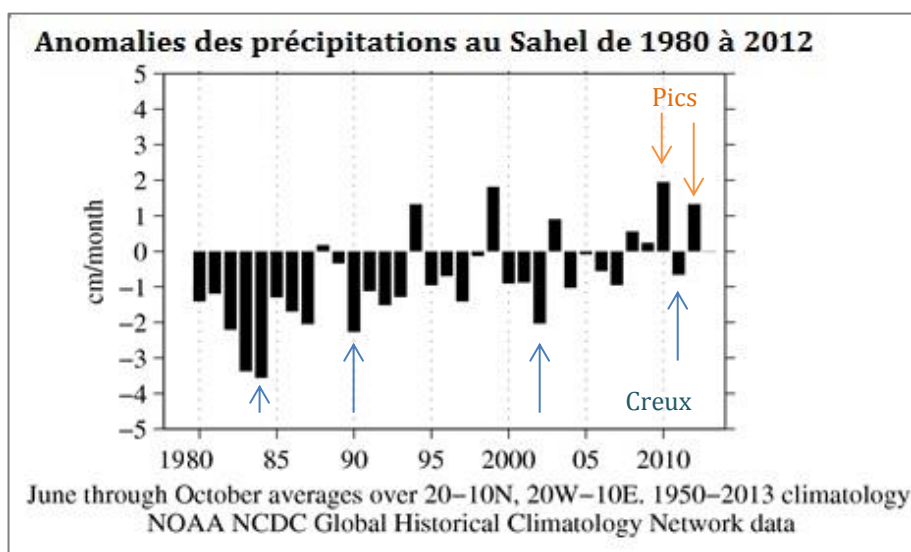 Anomalies des précipitations au Sahel de 1980 à 2012
Pics
5
4
3
2
1
0
−1
−2
−3
−4
−5
cm/month
Creux
1980 85 90 95 2000 05 2010
June through October averages over 20−10N, 20W−10E. 1950−2013 climatology
NOAA NCDC Global Historical Climatology Network data